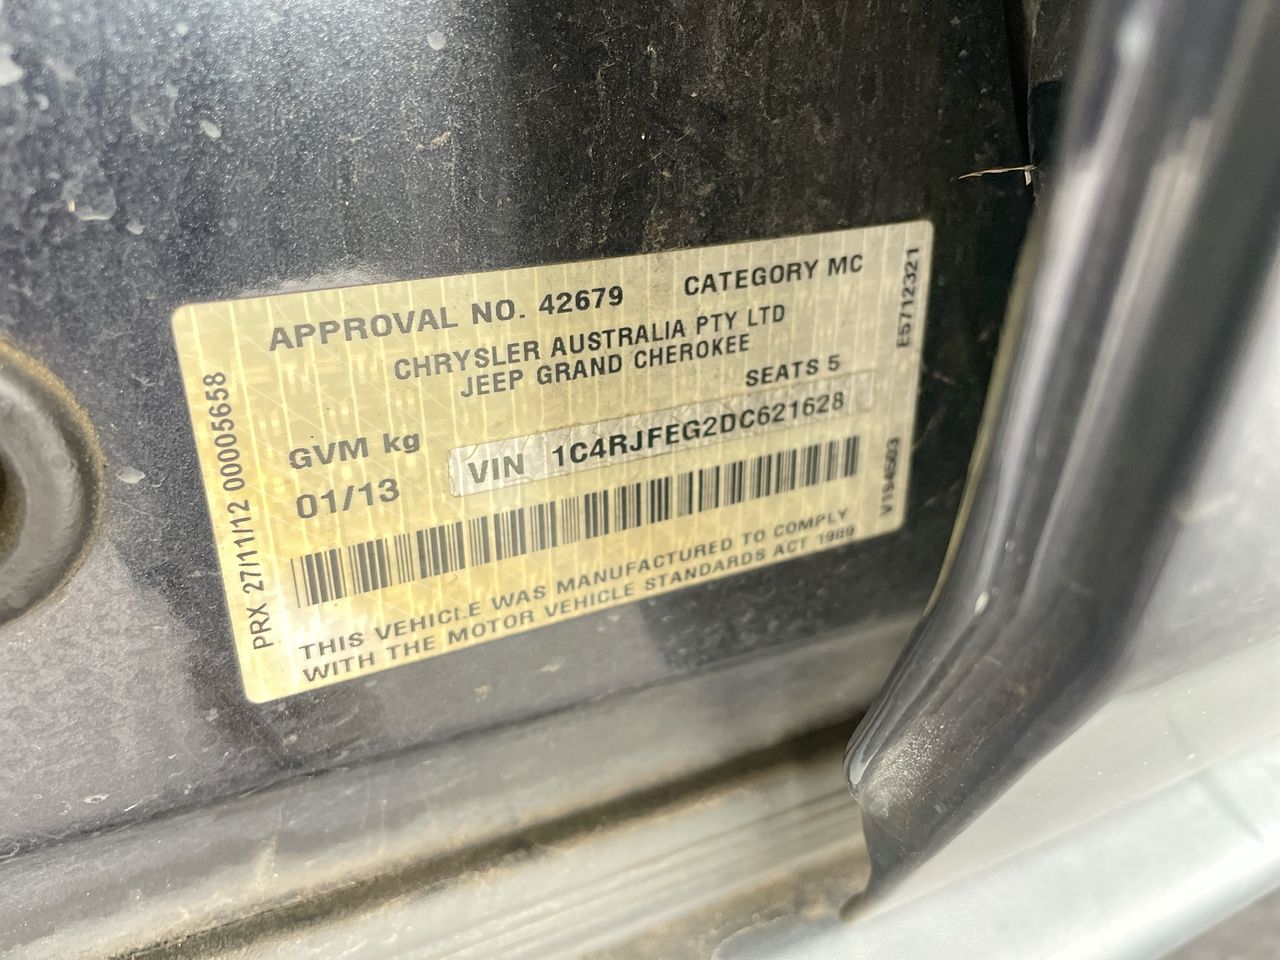 APPROVAL NO. 42679 CATEGORY MC
CHRYSLER AUSTRALIA PTY LTD
JEEP GRAND CHEROKEE
SEATS 5
GVM kg
VIN 1C4RJFEG2DC621628
01/13
THIS VEHICLE WAS MANUFACTURED TO COMPLY
WITH THE MOTOR VEHICLE STANDARDS ACT 1989
PRX 27/11/12 00005658
E5712321
V194503